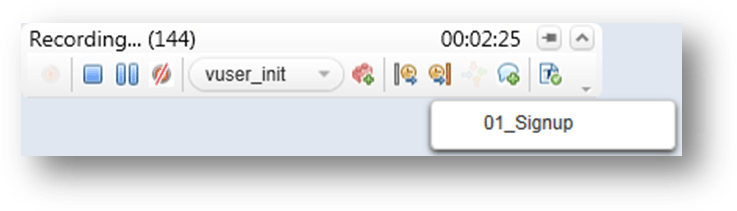 Recording... (144) 00:02:25
vuser_init
01_Signup